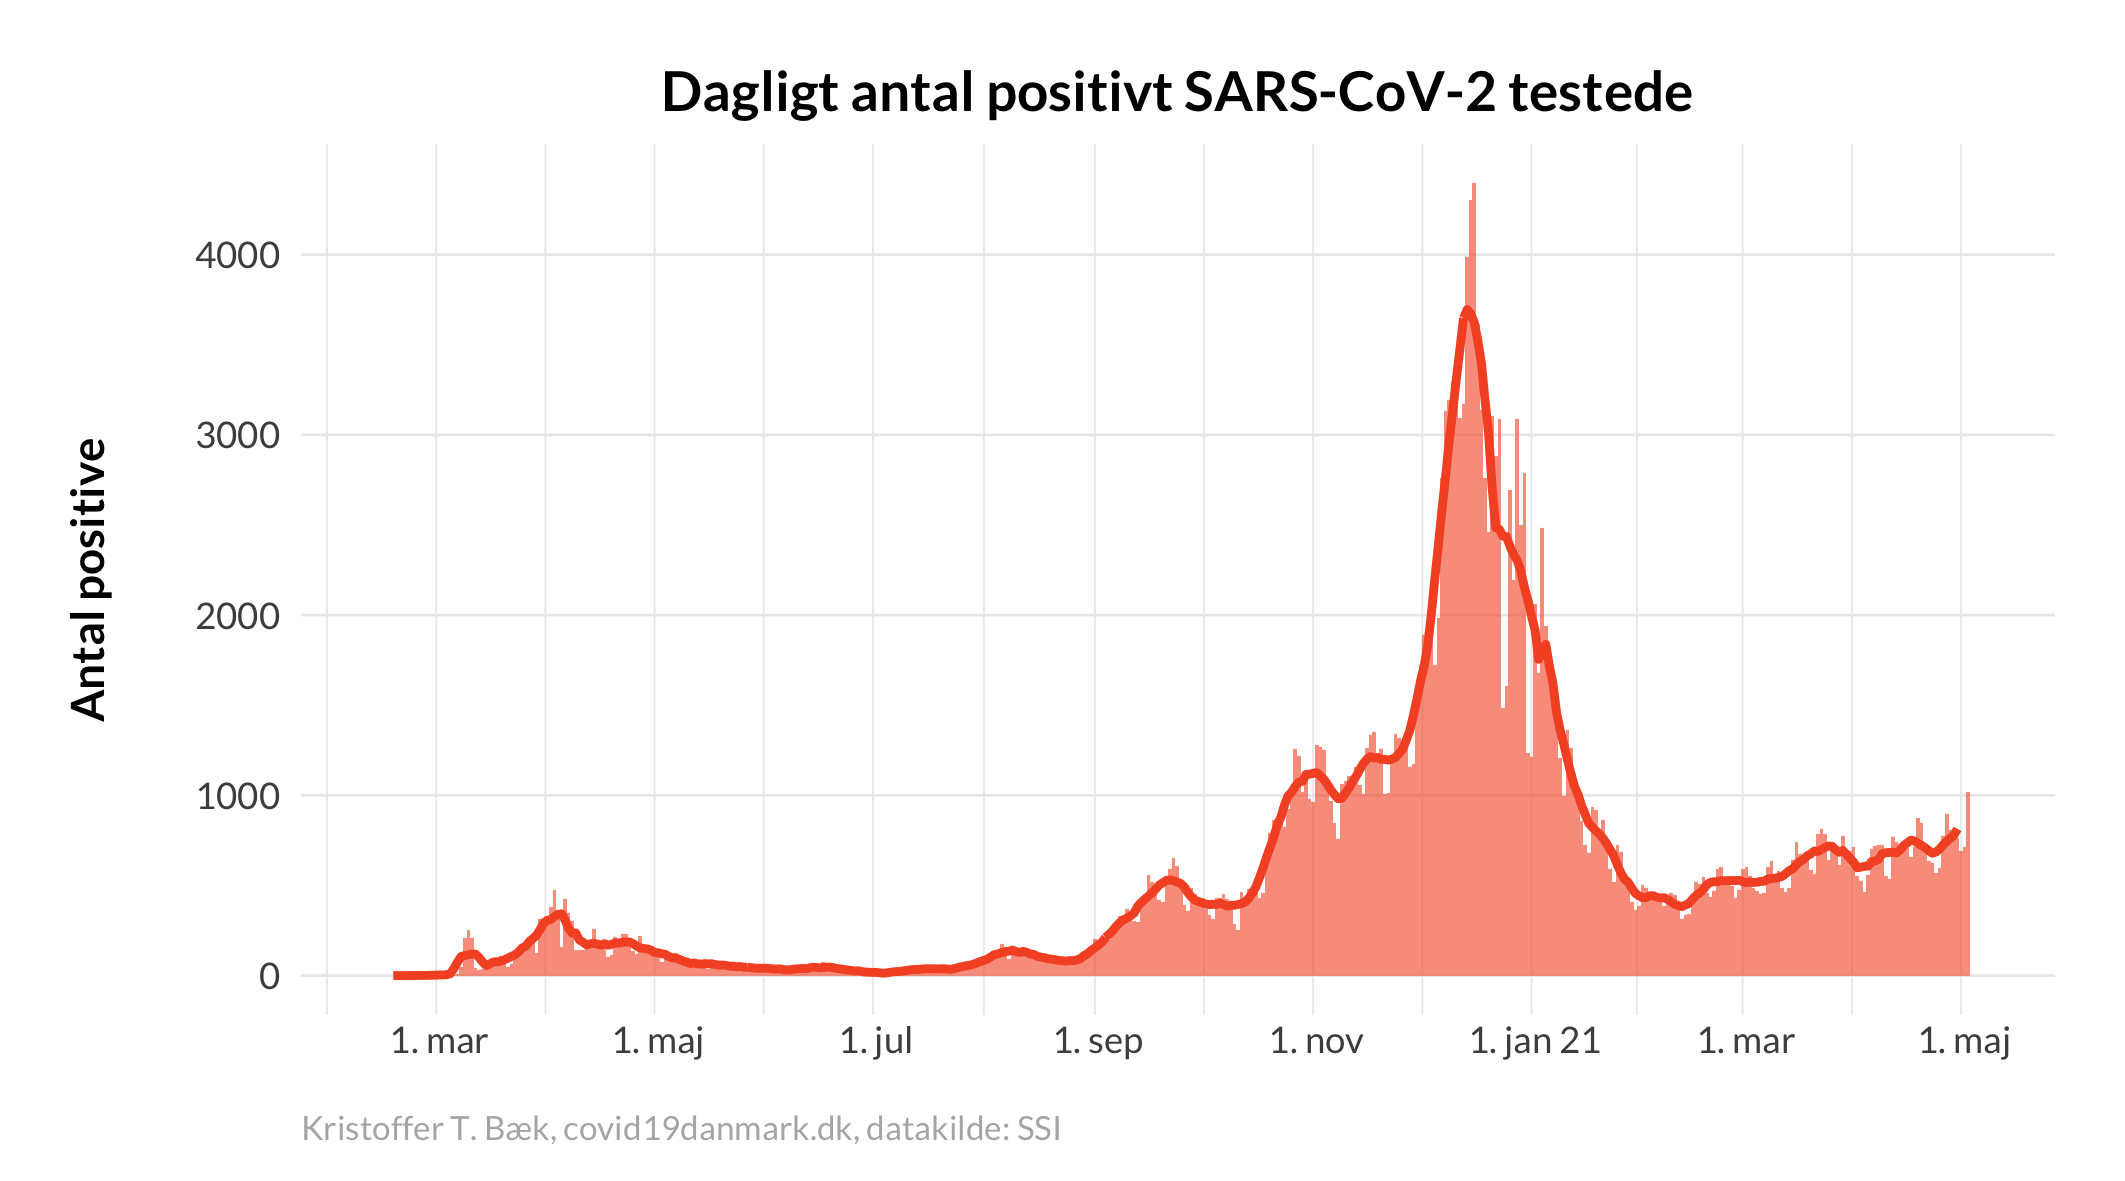 Dagligt antal positivt SARS-CoV-2 testede
Antal positive
4000
3000
2000
1000
0
1. mar
1. maj
1. jul
1. sep
1. nov
1. jan 21
1. mar
1. maj
Kristoffer T. Bæk, covid19danmark.dk, datakilde: SSI